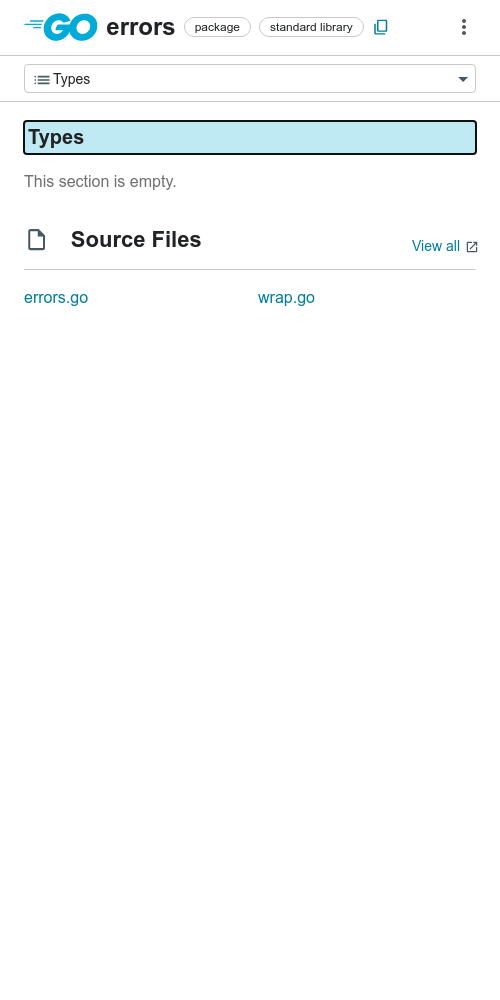 GO errors package standard library
Types
Types
This section is empty.
Source Files View all
errors.go wrap.go